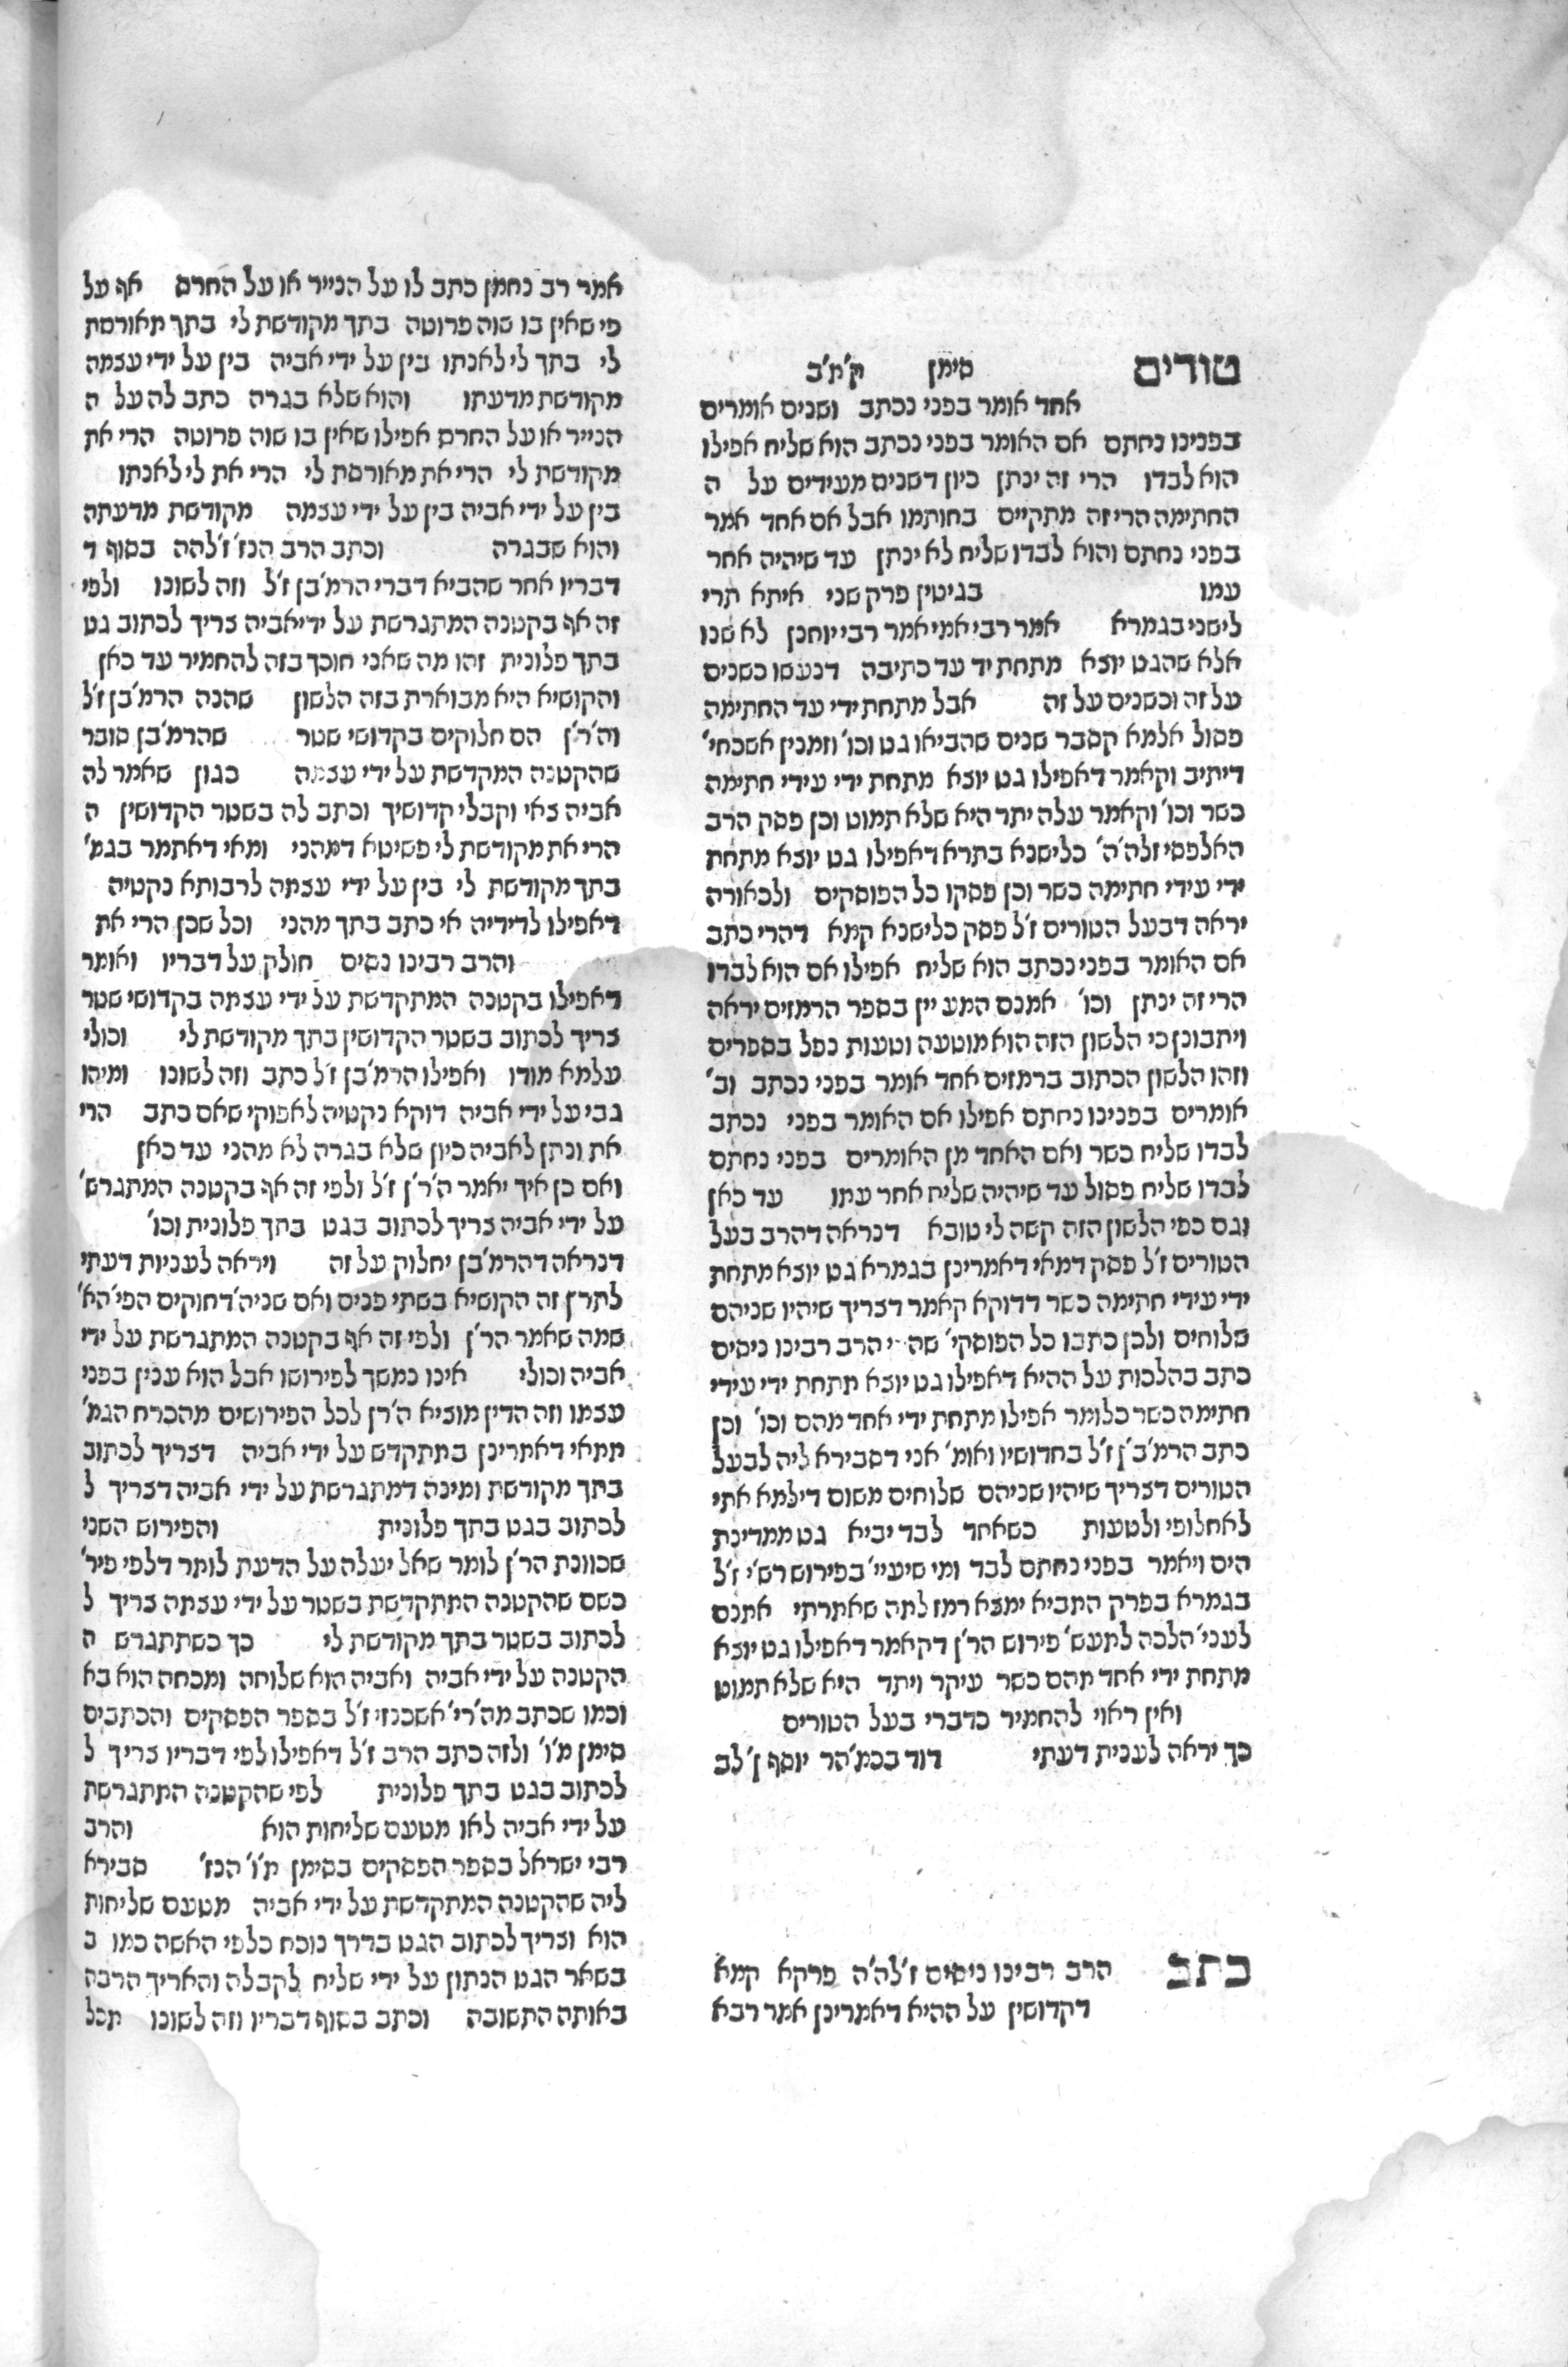 טורים סימן ק'מ'ב
אחד אומר בפני נכתב ושנים אומרים
בפנינו נחתם אם האומר בפני נכתב הוא שליח אפילו
הוא לבדו הרי זה ינתן כיון דשנים מעידים על ה
החתימה הרי זה מתקיים בחותמו אבל אם אחד אמר
בפני נחתם והוא לבדו שליח לא ינתן עד שיהיה אחר
עמו בגיטין פרק שני איתא תרי
לישני בגמרא אמר רבי אמי אמר רבי יוחנן לא שנו
אלא שהגט יוצא מתחת יד עד כתיבה דנעשו כשנים
על זה וכשנים על זה אבל מתחת ידי עד החתימה
פסול אלמא קסבר שנים שהביאו גט וכו' וזמנין אשכחי'
דיתיב וקאמר דאפילו גט יוצא מתחת ידי עידי חתימה
כשר וכו' וקאמר עלה יתד היא שלא תמוט וכן פסק הרב
האלפסי זלה'ה' כלישנא בתרא דאפילו גט יוצא מתחת
ידי עידי חתימה כשר וכן פסקו כל הפוסקים ולכאורה
יראה דבעל הטורים ז'ל פסק כלישנא קמא דהרי כתב
אם האומר בפני נכתב הוא שליח אפילו אם הוא לבדו
הרי זה ינתן וכו' אמנם המעיין בספר הרמזים יראה
ויתבונן כי הלשון הזה הוא מוטעה וטעות נפל בספרים
וזהו הלשון הכתוב ברמזים אחד אומר בפני נכתב וב'
אומרים בפנינו נחתם אפילו אם האומר בפני נכתב
לבדו שליח כשר ואם האחד מן האומרים בפני נחתם
לבדו שליח פסול עד שיהיה שליח אחר עמו עד כאן
וגם כפי הלשון הזה קשה לי טובא דנראה דהרב בעל
הטורים ז'ל פסק דמאי דאמרינן בגמרא גט יוצא מתחת
ידי עידי חתימה כשר דדוקא קאמר דצריך שיהיו שניהם
שלוחים ולכן כתבו כל הפוסקי' שהרי הרב רבינו ניסים
כתב בהלכות על ההיא דאפילו גט יוצא מתחת ידי עידי
חתימה כשר כלומר אפילו מתחת ידי אחד מהם וכו' וכן
כתב הרמ'ב'ן ז'ל בחדושיו ואומ' אני דסבירא ליה לבעל
הטורים דצריך שיהיו שניהם שלוחים משום דילמא אתי
לאחלופי ולטעות כשאחד לבד יביא גט ממדינת
הים ויאמר בפני נחתם לבד ומי שיעיי' בפירוש רש'י ז'ל
בגמרא בפרק המביא ימצא רמז למה שאמרתי אמנם
לעני' הלכה למעש' פירוש הר'ן דקאמר דאפילו גט יוצא
מתחת ידי אחד מהם כשר עיקר ויתד היא שלא תמוט
ואין ראוי להחמיר כדברי בעל הטורים
כך יראה לענית דעתי דוד בכמ'הר יוסף ן' לב
כתב הרב רבינו ניסים ז'לה'ה פרקא קמא
דקדושין על ההיא דאמרינן אמר רבא
אמר רב נחמן כתב לו על הנייר או על החרס אף על
פי שאין בו שוה פרוטה בתך מקודשת לי בתך מאורסת
לי בתך לי לאנתו בין על ידי אביה בין על ידי עצמה
מקודשת מדעתו והוא שלא בגרה כתב לה על ה
הנייר או על החרס אפילו שאין בו שוה פרוטה הרי את
מקודשת לי הרי את מאורסת לי הרי את לי לאנתו
בין על ידי אביה בין על ידי עצמה מקודשת מדעתה
והוא שבגרה וכתב הרב הנז' ז'להה בסוף ד
דבריו אחר שהביא דברי הרמ'בן ז'ל וזה לשונו ולפי
זה אף בקטנה המתגרשת על ידיאביה צריך לכתוב גט
בתך פלונית זהו מה שאני חוכך בזה להחמיר עד כאן
והקושיא היא מבוארת בזה הלשון שהנה הרמ'בן ז'ל
וה'ר'ן הם חלוקים בקדושי שטר שהרמ'בן סובר
שהקטנה המקדשת על ידי עצמה כגון שאמר לה
אביה צאי וקבלי קדושיך וכתב לה בשטר הקדושין ה
הרי את מקודשת לי פשיטא דמהני ומאי דאתמר בגמ'
בתך מקודשת לי בין על ידי עצמה לרבותא נקטיה
דאפילו לדידיה אי כתב בתך מהני וכל שכן הרי את
והרב רבינו נסים חולק על דבריו ואומר
דאפילו בקטנה המתקדשת על ידי עצמה בקדושי שטר
צריך לכתוב בשטר הקדושין בתך מקודשת לי וכולי
עלמא מודו ואפילו הרמ'בן ז'ל כתב וזה לשונו ומיהו
גבי על ידי אביה דוקא נקטיה לאפוקי שאם כתב הרי
את ונתן לאביה כיון שלא בגרה לא מהני עד כאן
ואם כן איך יאמר ה'ר'ן ז'ל ולפי זה אף בקטנה המתגרש'
על ידי אביה צריך לכתוב בגט בתך פלונית וכו'
דנראה דהרמ'בן יחלוק על זה ויראה לעניות דעתי
לתרץ זה הקושיא בשתי פנים ואם שניה'דחוקים הפי'הא'
שמה שאמר הר'ן ולפי זה אף בקטנה המתגרשת על ידי
אביה וכולי אינו נמשך לפירושו אבל הוא ענין בפני
עצמו וזה הדין מוציא ה'רן לכל הפירושים מהכרח הגמ'
ממאי דאמרינן במתקדש על ידי אביה דצריך לכתוב
בתך מקודשת ומינה דמתגרשת על ידי אביה דצריך ל
לכתוב בגט בתך פלונית והפירוש השני
שכוונת הר'ן לומר שאל יעלה על הדעת לומר דלפי פיר'
כשם שהקטנה המתקדשת בשטר על ידי עצמה צריך ל
לכתוב בשטר בתך מקודשת לי כך כשתתגרש ה
הקטנה על ידי אביה ואביה הוא שלוחה ומכחה הוא בא
וכמו שכתב מה'רי'אשכנזי ז'ל בספר הפסקים והכתבים
סימן מ'ו' ולזה כתב הרב ז'ל דאפילו לפי דבריו צריך ל
לכתוב בגט בתך פלונית לפי שהקטנה המתגרשת
על ידי אביה לאו מטעם שליחות הוא והרב
רבי ישראל בספר הפסקים בסימן מ'ו' הנז' סבירא
ליה שהקטנה המתקדשת על ידי אביה מטעם שליחות
הוא וצריך לכתוב הגט בדרך נוכח כלפי האשה כמו ב
בשאר הגט הנתון על ידי שליח לקבלה והאריך הרבה
באותה התשובה וכתב בסוף דבריו וזה לשונו מכל